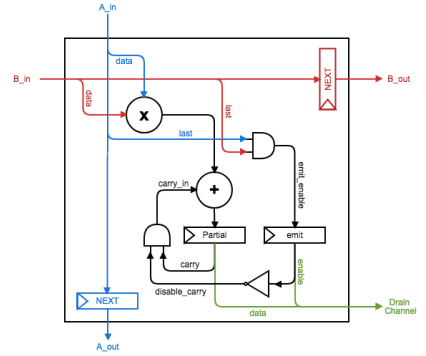 A_in
data
B_in
NEXT
B_out
data
last
X
last
emit_enable
carry_in
+
Partial
emit
carry
enable
disable_carry
NEXT
data
Drain
Channel
A_out